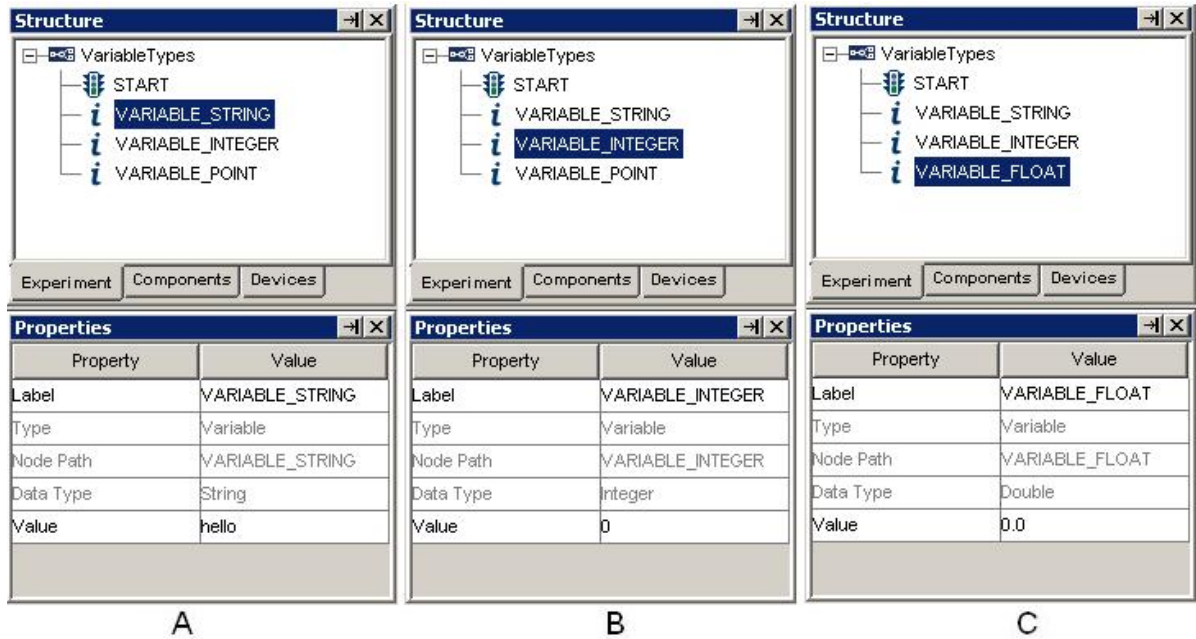 Structure
VariableTypes
START
VARIABLE_STRING
VARIABLE_INTEGER
VARIABLE_POINT
Experiment Components Devices
Properties
Property Value
Label VARIABLE_STRING
Type Variable
Node Path VARIABLE_STRING
Data Type String
Value hello
A
Structure
VariableTypes
START
VARIABLE_STRING
VARIABLE_INTEGER
VARIABLE_POINT
Experiment Components Devices
Properties
Property Value
Label VARIABLE_INTEGER
Type Variable
Node Path VARIABLE_INTEGER
Data Type Integer
Value 0
B
Structure
VariableTypes
START
VARIABLE_STRING
VARIABLE_INTEGER
VARIABLE_FLOAT
Experiment Components Devices
Properties
Property Value
Label VARIABLE_FLOAT
Type Variable
Node Path VARIABLE_FLOAT
Data Type Double
Value 0.0
C